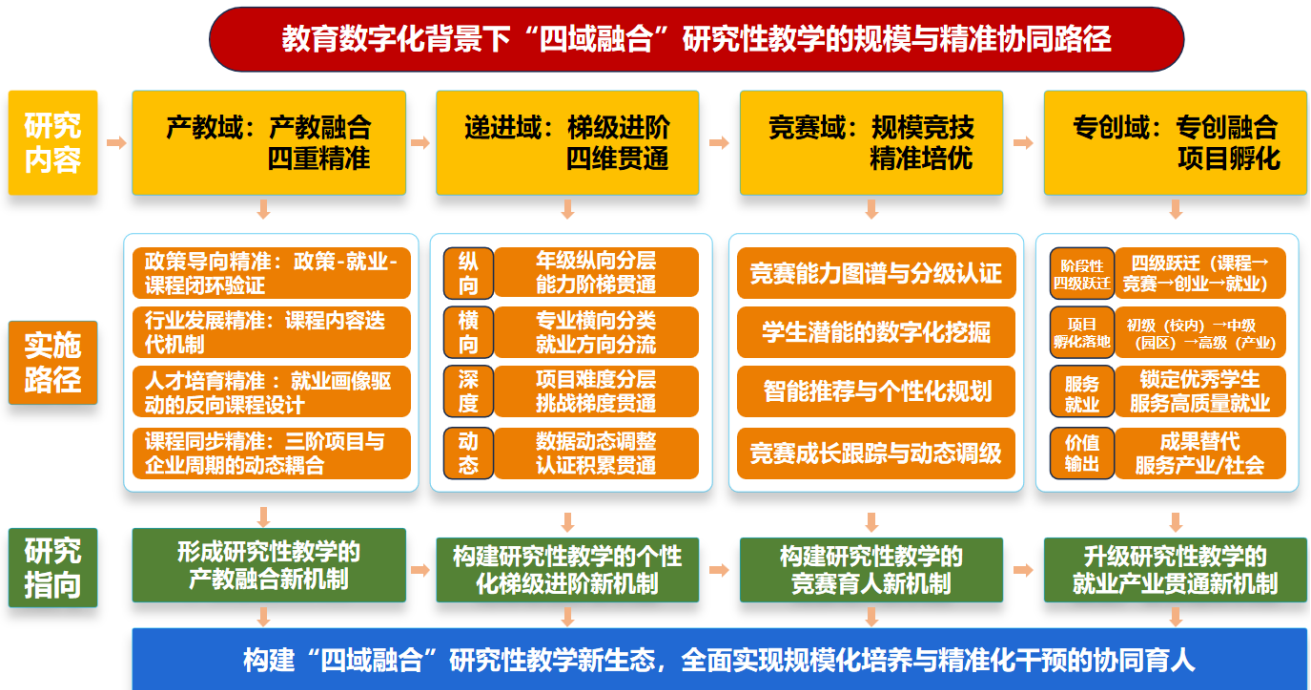 教育数字化背景下“四域融合”研究性教学的规模与精准协同路径
研究
内容
产教域：产教融合
四重精准
递进域：梯级进阶
四维贯通
竞赛域：规模竞技
精准培优
专创域：专创融合
项目孵化
实施
路径
政策导向精准：政策-就业-
课程闭环验证
行业发展精准：课程内容迭
代机制
人才培育精准 ：就业画像驱
动的反向课程设计
课程同步精准：三阶项目与
企业周期的动态耦合
纵
向
年级纵向分层
能力阶梯贯通
横
向
专业横向分类
就业方向分流
深
度
项目难度分层
挑战梯度贯通
动
态
数据动态调整
认证积累贯通
竞赛能力图谱与分级认证
学生潜能的数字化挖掘
智能推荐与个性化规划
竞赛成长跟踪与动态调级
阶段性
四级跃迁
四级跃迁（课程→
竞赛→创业→就业）
项目
孵化落地
初级（校内）→中级
（园区）→高级（产业）
服务
就业
锁定优秀学生
服务高质量就业
价值
输出
成果替代
服务产业/社会
研究
指向
形成研究性教学的
产教融合新机制
构建研究性教学的个性
化梯级进阶新机制
构建研究性教学的
竞赛育人新机制
升级研究性教学的
就业产业贯通新机制
构建“四域融合”研究性教学新生态，全面实现规模化培养与精准化干预的协同育人